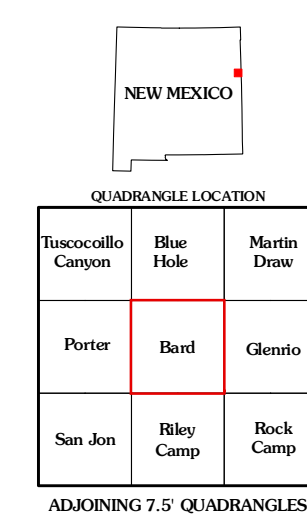 NEW MEXICO
QUADRANGLE LOCATION
Tuscocoillo Canyon
Blue Hole
Martin Draw
Porter
Bard
Glenrio
San Jon
Riley Camp
Rock Camp
ADJOINING 7.5' QUADRANGLES